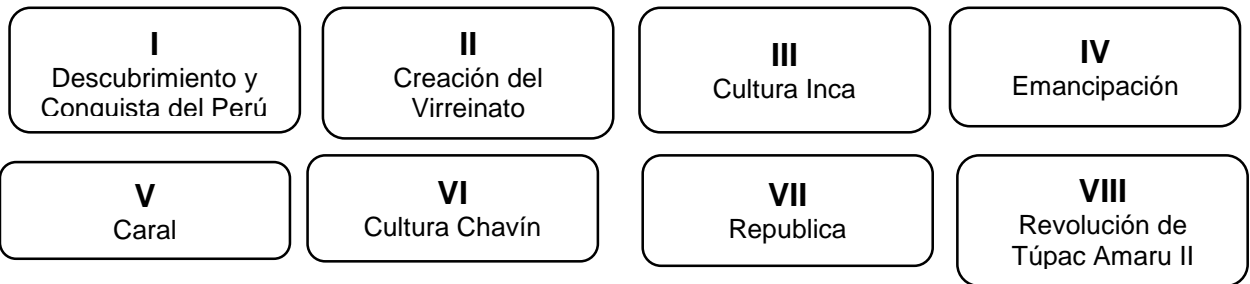 I
Descubrimiento y
Conquista del Perú
II
Creación del
Virreinato
III
Cultura Inca
IV
Emancipación
V
Caral
VI
Cultura Chavín
VII
Republica
VIII
Revolución de
Túpac Amaru II